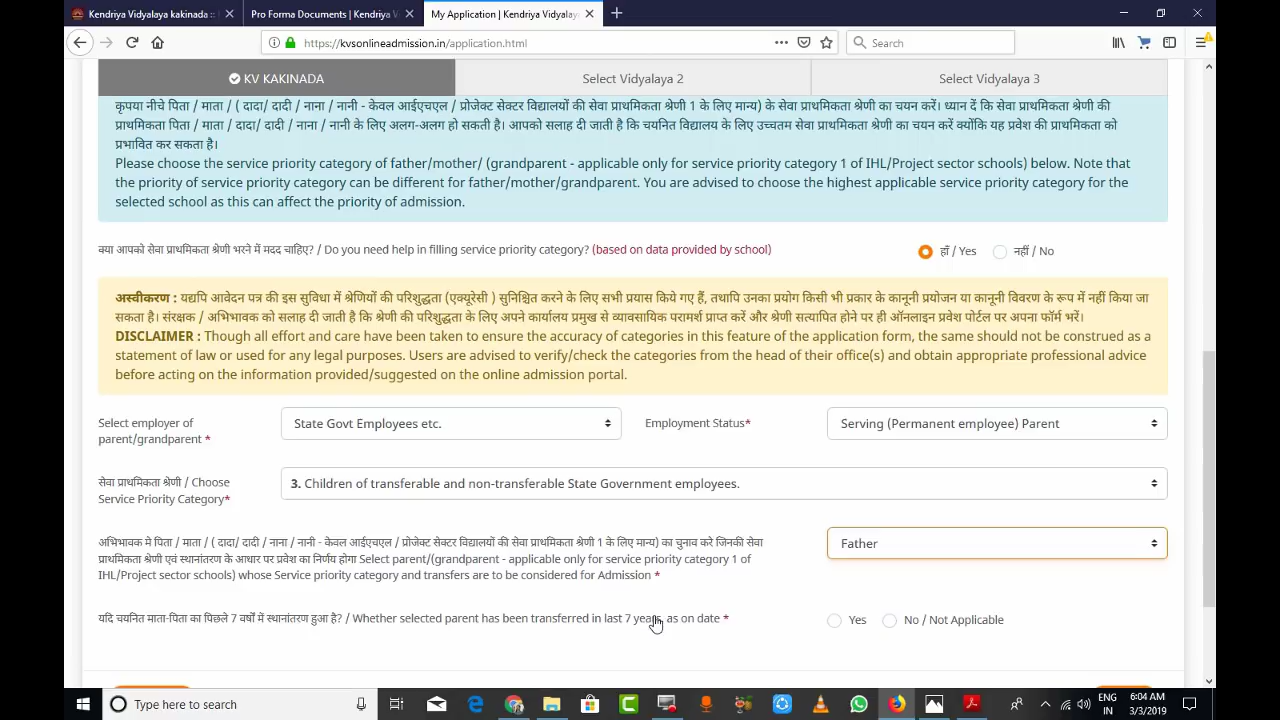 Kendriya Vidyalaya kakinada ::
Pro Forma Documents | Kendriya V
My Application | Kendriya Vidyalay
https://kvsonlineadmission.in/application.html
Search
KV KAKINADA
Select Vidyalaya 2
Select Vidyalaya 3
कृपया नीचे पिता / माता / ( दादा/ दादी / नाना / नानी - केवल आईएचएल / प्रोजेक्ट सेक्टर विद्यालयों की सेवा प्राथमिकता श्रेणी 1 के लिए मान्य) के सेवा प्राथमिकता श्रेणी का चयन करें। ध्यान दें कि सेवा प्राथमिकता श्रेणी की
प्राथमिकता पिता / माता / दादा/ दादी / नाना / नानी के लिए अलग-अलग हो सकती है। आपको सलाह दी जाती है कि चयनित विद्यालय के लिए उच्चतम सेवा प्राथमिकता श्रेणी का चयन करें क्योंकि यह प्रवेश की प्राथमिकता को
प्रभावित कर सकता है।
Please choose the service priority category of father/mother/ (grandparent - applicable only for service priority category 1 of IHL/Project sector schools) below. Note that
the priority of service priority category can be different for father/mother/grandparent. You are advised to choose the highest applicable service priority category for the
selected school as this can affect the priority of admission.
क्या आपको सेवा प्राथमिकता श्रेणी भरने में मदद चाहिए? / Do you need help in filling service priority category? (based on data provided by school)
हाँ / Yes
नहीं / No
अस्वीकरण : यद्यपि आवेदन पत्र की इस सुविधा में श्रेणियों की परिशुद्धता (एक्यूरेसी ) सुनिश्चित करने के लिए सभी प्रयास किये गए हैं, तथापि उनका प्रयोग किसी भी प्रकार के कानूनी प्रयोजन या कानूनी विवरण के रूप में नहीं किया जा
सकता है। संरक्षक / अभिभावक को सलाह दी जाती है कि श्रेणी की परिशुद्धता के लिए अपने कार्यालय प्रमुख से व्यावसायिक परामर्श प्राप्त करें और श्रेणी सत्यापित होने पर ही ऑनलाइन प्रवेश पोर्टल पर अपना फॉर्म भरें।
DISCLAIMER : Though all effort and care have been taken to ensure the accuracy of categories in this feature of the application form, the same should not be construed as a
statement of law or used for any legal purposes. Users are advised to verify/check the categories from the head of their office(s) and obtain appropriate professional advice
before acting on the information provided/suggested on the online admission portal.
Select employer of
parent/grandparent *
State Govt Employees etc.
Employment Status*
Serving (Permanent employee) Parent
सेवा प्राथमिकता श्रेणी / Choose
Service Priority Category*
3. Children of transferable and non-transferable State Government employees.
अभिभावक मे पिता / माता / ( दादा/ दादी / नाना / नानी - केवल आईएचएल / प्रोजेक्ट सेक्टर विद्यालयों की सेवा प्राथमिकता श्रेणी 1 के लिए मान्य) का चुनाव करे जिनकी सेवा
प्राथमिकता श्रेणी एवं स्थानांतरण के आधार पर प्रवेश का निर्णय होगा Select parent/(grandparent - applicable only for service priority category 1 of
IHL/Project sector schools) whose Service priority category and transfers are to be considered for Admission *
Father
यदि चयनित माता-पिता का पिछले 7 वर्षों में स्थानांतरण हुआ है? / Whether selected parent has been transferred in last 7 years, as on date *
Yes
No / Not Applicable
Type here to search
ENG
IN
6:04 AM
3/3/2019